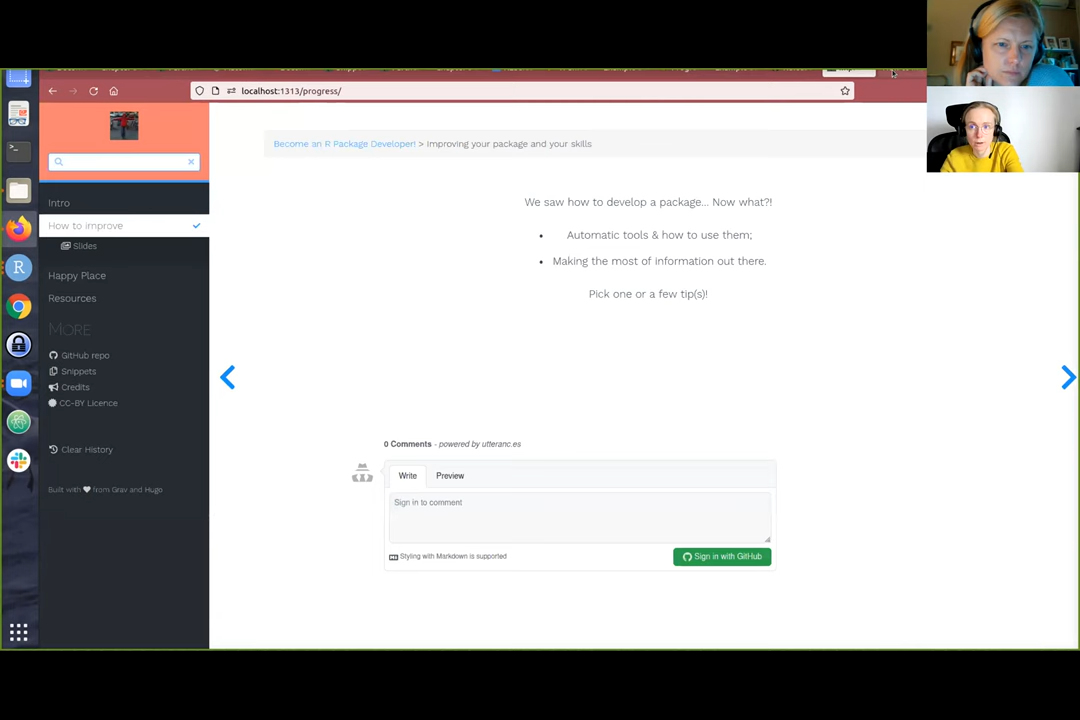 localhost:1313/progress/
Become an R Package Developer! > Improving your package and your skills
Intro
How to improve
Slides
Happy Place
Resources
MORE
GitHub repo
Snippets
Credits
CC-BY Licence
Clear History
Built with from Grav and Hugo
We saw how to develop a package... Now what?!
• Automatic tools & how to use them;
• Making the most of information out there.
Pick one or a few tip(s)!
0 Comments - powered by utteranc.es
Write Preview
Sign in to comment
Styling with Markdown is supported
Sign in with GitHub